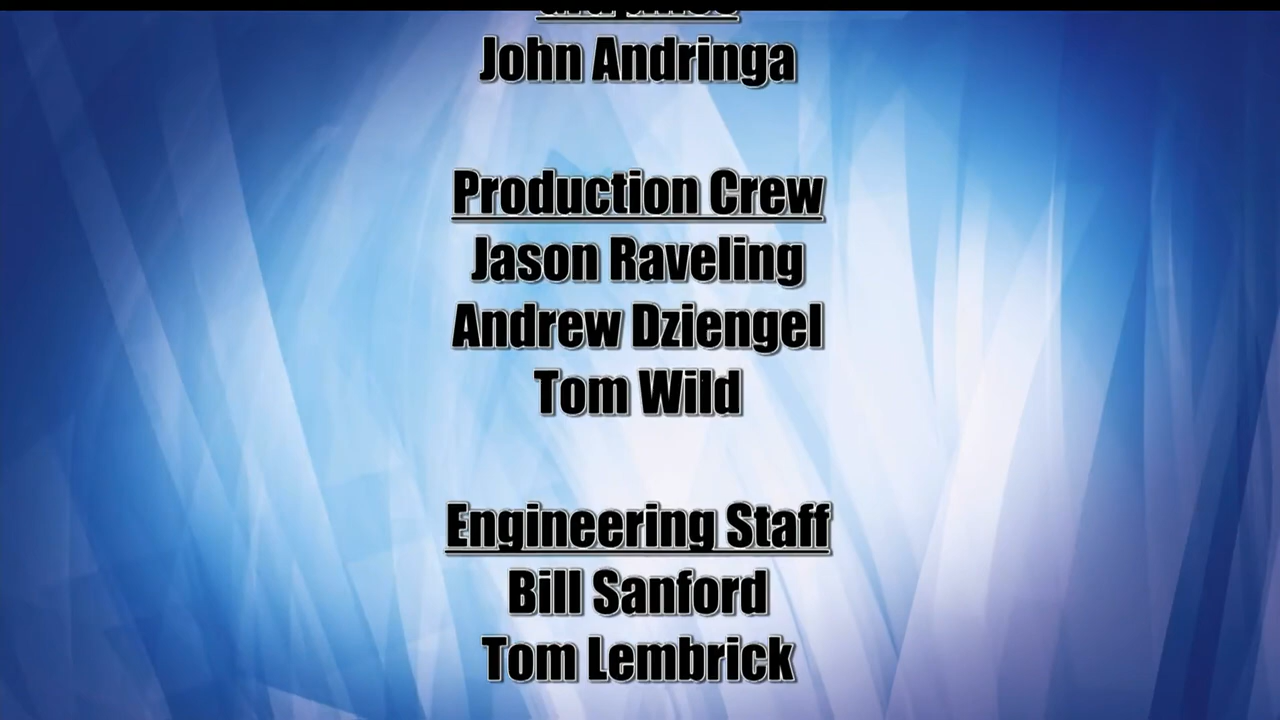 John Andringa
Production Crew
Jason Raveling
Andrew Dziengel
Tom Wild
Engineering Staff
Bill Sanford
Tom Lembrick